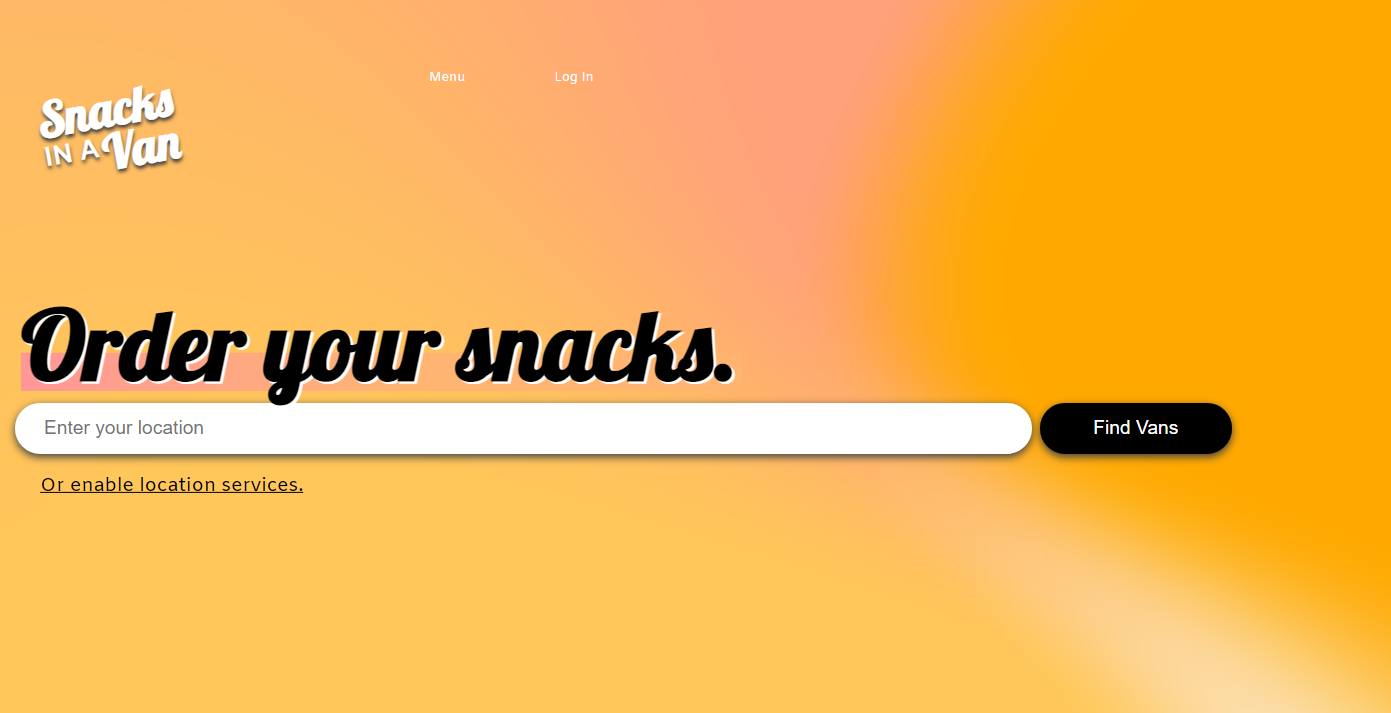 Menu
Log In
Snacks
IN A Van
Order your snacks.
Enter your location
Find Vans
Or enable location services.